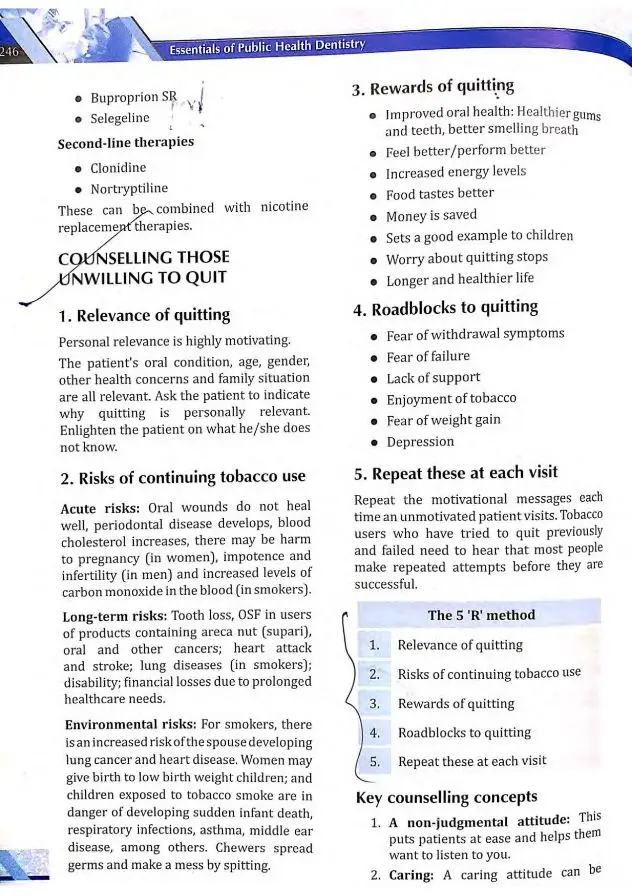 246
Essentials of Public Health Dentistry
• Buproprion SR
• Selegeline
Second-line therapies
• Clonidine
• Nortryptiline
These can be combined with nicotine
replacement therapies.
COUNSELLING THOSE
UNWILLING TO QUIT
1. Relevance of quitting
Personal relevance is highly motivating.
The patient's oral condition, age, gender,
other health concerns and family situation
are all relevant. Ask the patient to indicate
why quitting is personally relevant.
Enlighten the patient on what he/she does
not know.
2. Risks of continuing tobacco use
Acute risks: Oral wounds do not heal
well, periodontal disease develops, blood
cholesterol increases, there may be harm
to pregnancy (in women), impotence and
infertility (in men) and increased levels of
carbon monoxide in the blood (in smokers).
Long-term risks: Tooth loss, OSF in users
of products containing areca nut (supari),
oral and other cancers; heart attack
and stroke; lung diseases (in smokers);
disability; financial losses due to prolonged
healthcare needs.
Environmental risks: For smokers, there
is an increased risk of the spouse developing
lung cancer and heart disease. Women may
give birth to low birth weight children; and
children exposed to tobacco smoke are in
danger of developing sudden infant death,
respiratory infections, asthma, middle ear
disease, among others. Chewers spread
germs and make a mess by spitting.
3. Rewards of quitting
• Improved oral health: Healthier gums
and teeth, better smelling breath
• Feel better/perform better
• Increased energy levels
• Food tastes better
• Money is saved
• Sets a good example to children
• Worry about quitting stops
• Longer and healthier life
4. Roadblocks to quitting
• Fear of withdrawal symptoms
• Fear of failure
• Lack of support
• Enjoyment of tobacco
• Fear of weight gain
• Depression
5. Repeat these at each visit
Repeat the motivational messages each
time an unmotivated patient visits. Tobacco
users who have tried to quit previously
and failed need to hear that most people
make repeated attempts before they are
successful.
The 5 'R' method
1. Relevance of quitting
2. Risks of continuing tobacco use
3. Rewards of quitting
4. Roadblocks to quitting
5. Repeat these at each visit
Key counselling concepts
1. A non-judgmental attitude: This
puts patients at ease and helps them
want to listen to you.
2. Caring: A caring attitude can be